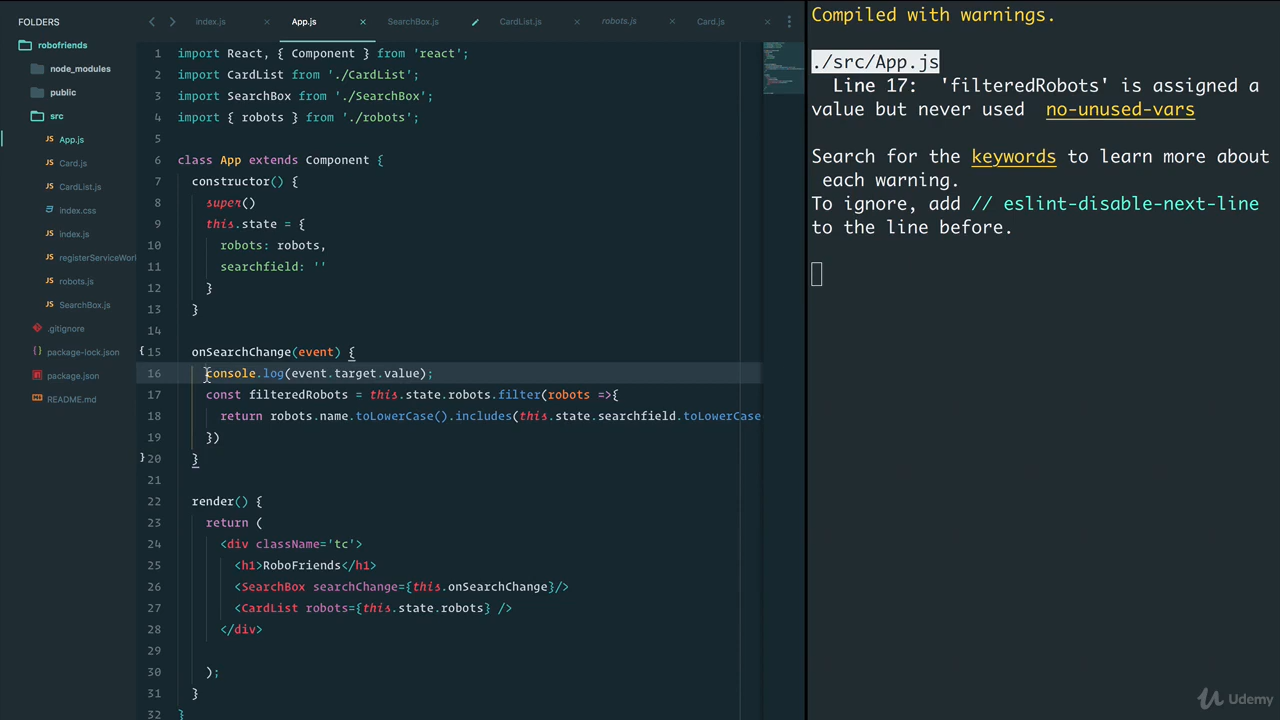 FOLDERS
robofriends
node_modules
public
src
JS App.js
JS Card.js
JS CardList.js
index.css
JS index.js
JS registerServiceWorl
JS robots.js
JS SearchBox.js
.gitignore
{} package-lock.json
package.json
README.md
index.js × App.js × SearchBox.js CardList.js × robots.js × Card.js ×
1 import React, { Component } from 'react';
2 import CardList from './CardList';
3 import SearchBox from './SearchBox';
4 import { robots } from './robots';
5
6 class App extends Component {
7 constructor() {
8 super()
9 this.state = {
10 robots: robots,
11 searchfield: ''
12 }
13 }
14
{}15 onSearchChange(event) {
16 console.log(event.target.value);
17 const filteredRobots = this.state.robots.filter(robots =>{
18 return robots.name.toLowerCase().includes(this.state.searchfield.toLowerCase
19 })
}20 }
21
22 render() {
23 return (
24 <div className='tc'>
25 <h1>RoboFriends</h1>
26 <SearchBox searchChange={this.onSearchChange}/>
27 <CardList robots={this.state.robots} />
28 </div>
29
30 );
31 }
32 }
Compiled with warnings.
./src/App.js
Line 17: 'filteredRobots' is assigned a
value but never used no-unused-vars
Search for the keywords to learn more about
each warning.
To ignore, add // eslint-disable-next-line
to the line before.
Udemy